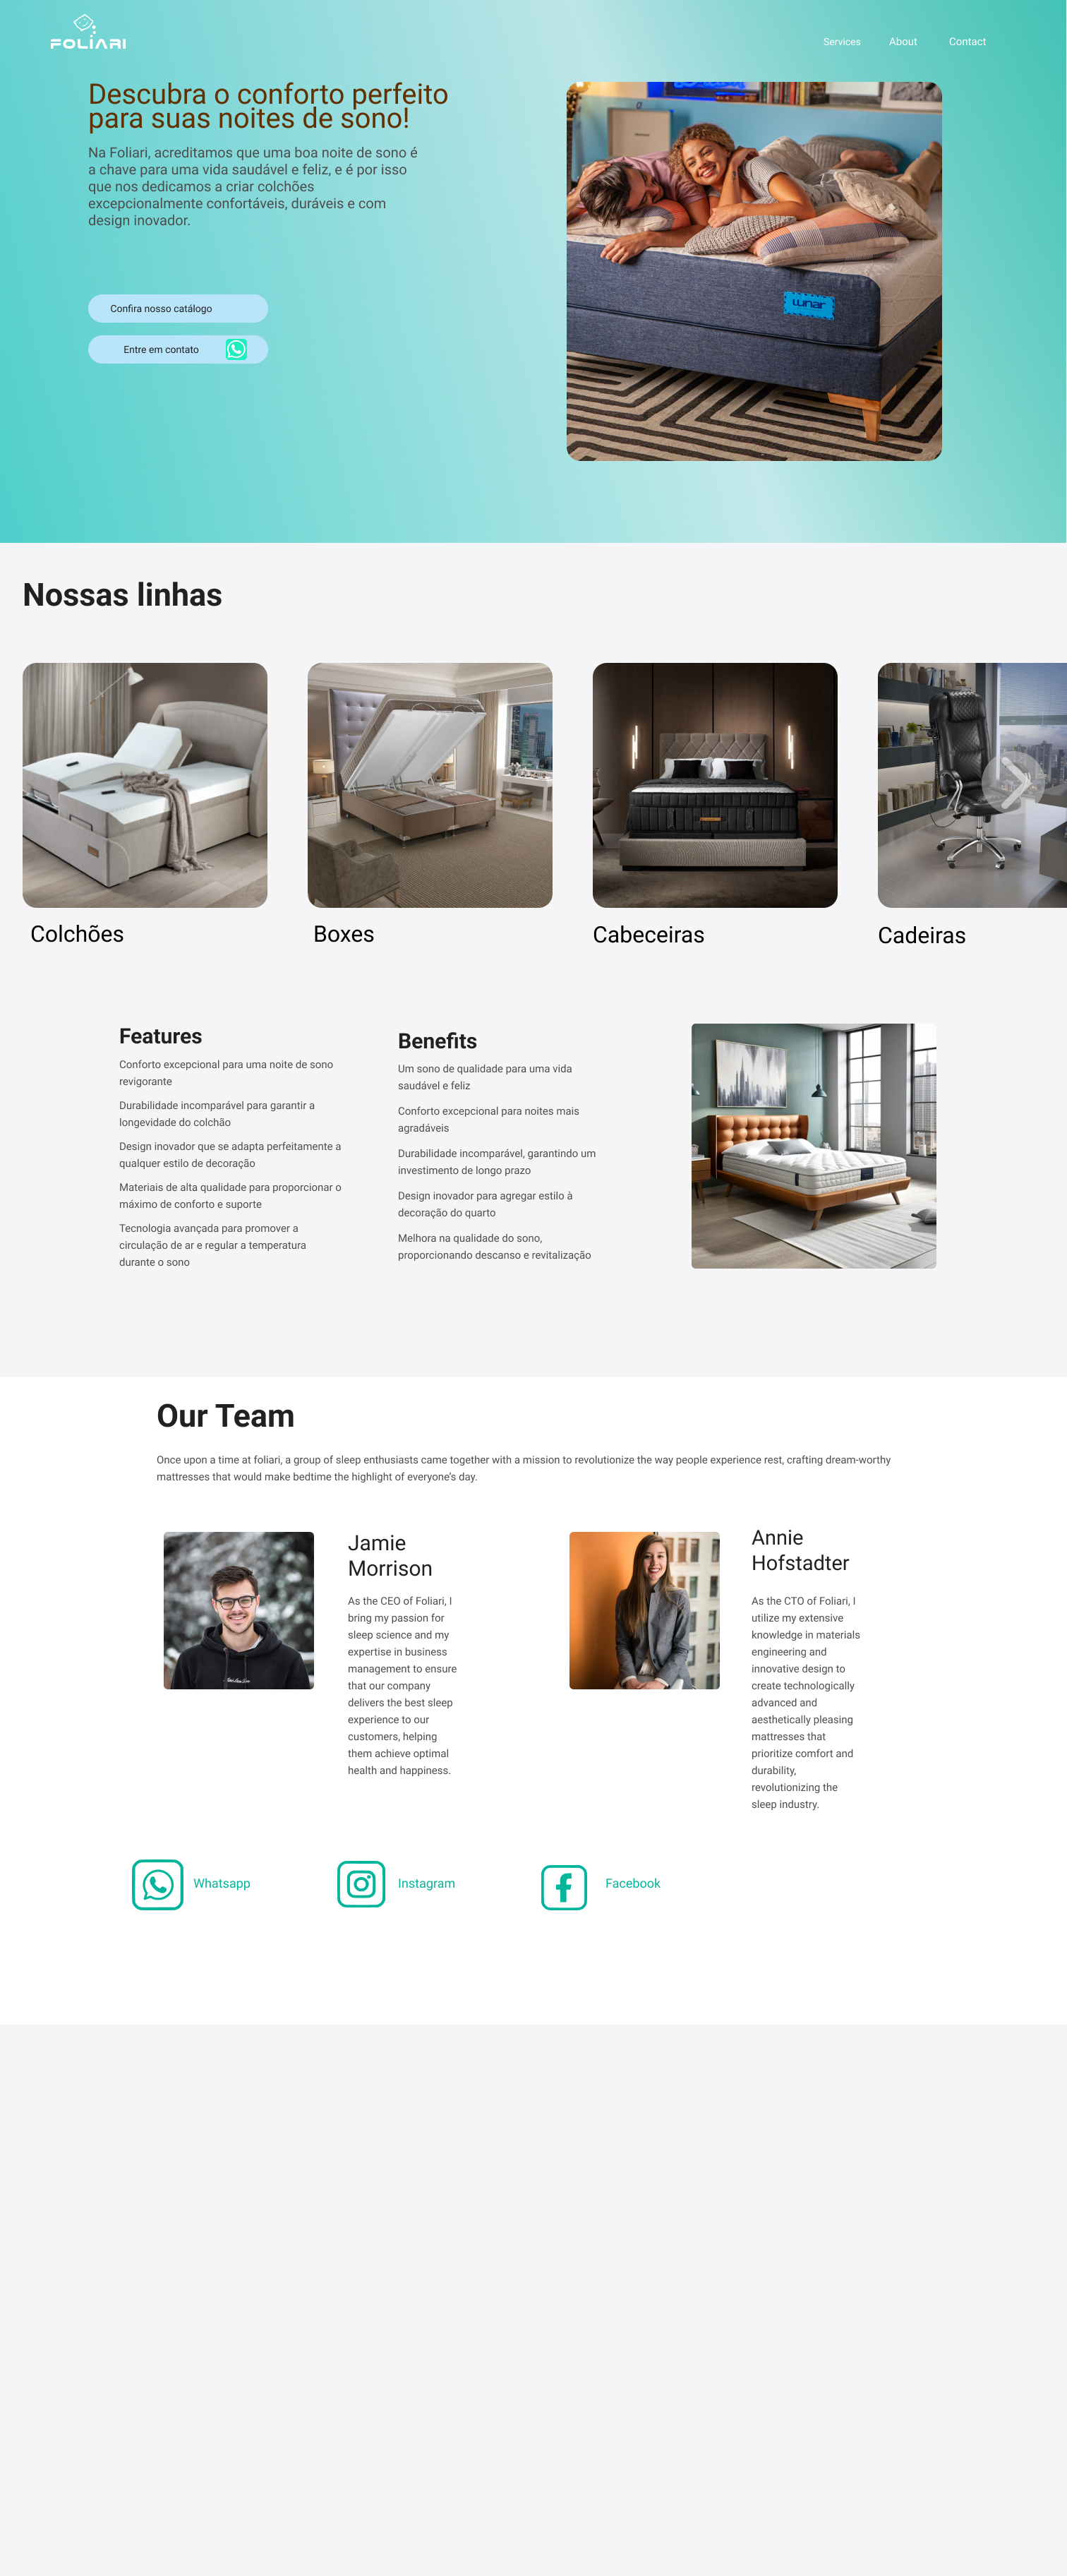 FOLIARI
Services
About
Contact
Descubra o conforto perfeito
para suas noites de sono!
Na Foliari, acreditamos que uma boa noite de sono é
a chave para uma vida saudável e feliz, e é por isso
que nos dedicamos a criar colchões
excepcionalmente confortáveis, duráveis e com
design inovador.
Confira nosso catálogo
Entre em contato
Nossas linhas
Colchões
Boxes
Cabeceiras
Cadeiras
Features
Conforto excepcional para uma noite de sono
revigorante
Durabilidade incomparável para garantir a
longevidade do colchão
Design inovador que se adapta perfeitamente a
qualquer estilo de decoração
Materiais de alta qualidade para proporcionar o
máximo de conforto e suporte
Tecnologia avançada para promover a
circulação de ar e regular a temperatura
durante o sono
Benefits
Um sono de qualidade para uma vida
saudável e feliz
Conforto excepcional para noites mais
agradáveis
Durabilidade incomparável, garantindo um
investimento de longo prazo
Design inovador para agregar estilo à
decoração do quarto
Melhora na qualidade do sono,
proporcionando descanso e revitalização
Our Team
Once upon a time at foliari, a group of sleep enthusiasts came together with a mission to revolutionize the way people experience rest, crafting dream-worthy
mattresses that would make bedtime the highlight of everyone's day.
Jamie
Morrison
As the CEO of Foliari, I
bring my passion for
sleep science and my
expertise in business
management to ensure
that our company
delivers the best sleep
experience to our
customers, helping
them achieve optimal
health and happiness.
Annie
Hofstadter
As the CTO of Foliari, I
utilize my extensive
knowledge in materials
engineering and
innovative design to
create technologically
advanced and
aesthetically pleasing
mattresses that
prioritize comfort and
durability,
revolutionizing the
sleep industry.
Whatsapp
Instagram
Facebook